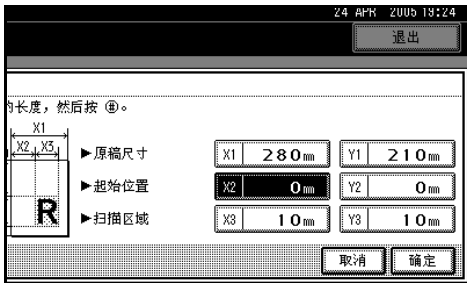 24 APR 2005 19:24
退出
的长度，然后按 ⊕。
X1
X2 X3
▶原稿尺寸 X1 280mm Y1 210mm
▶起始位置 X2 0mm Y2 0mm
R
▶扫描区域 X3 10mm Y3 10mm
取消 确定